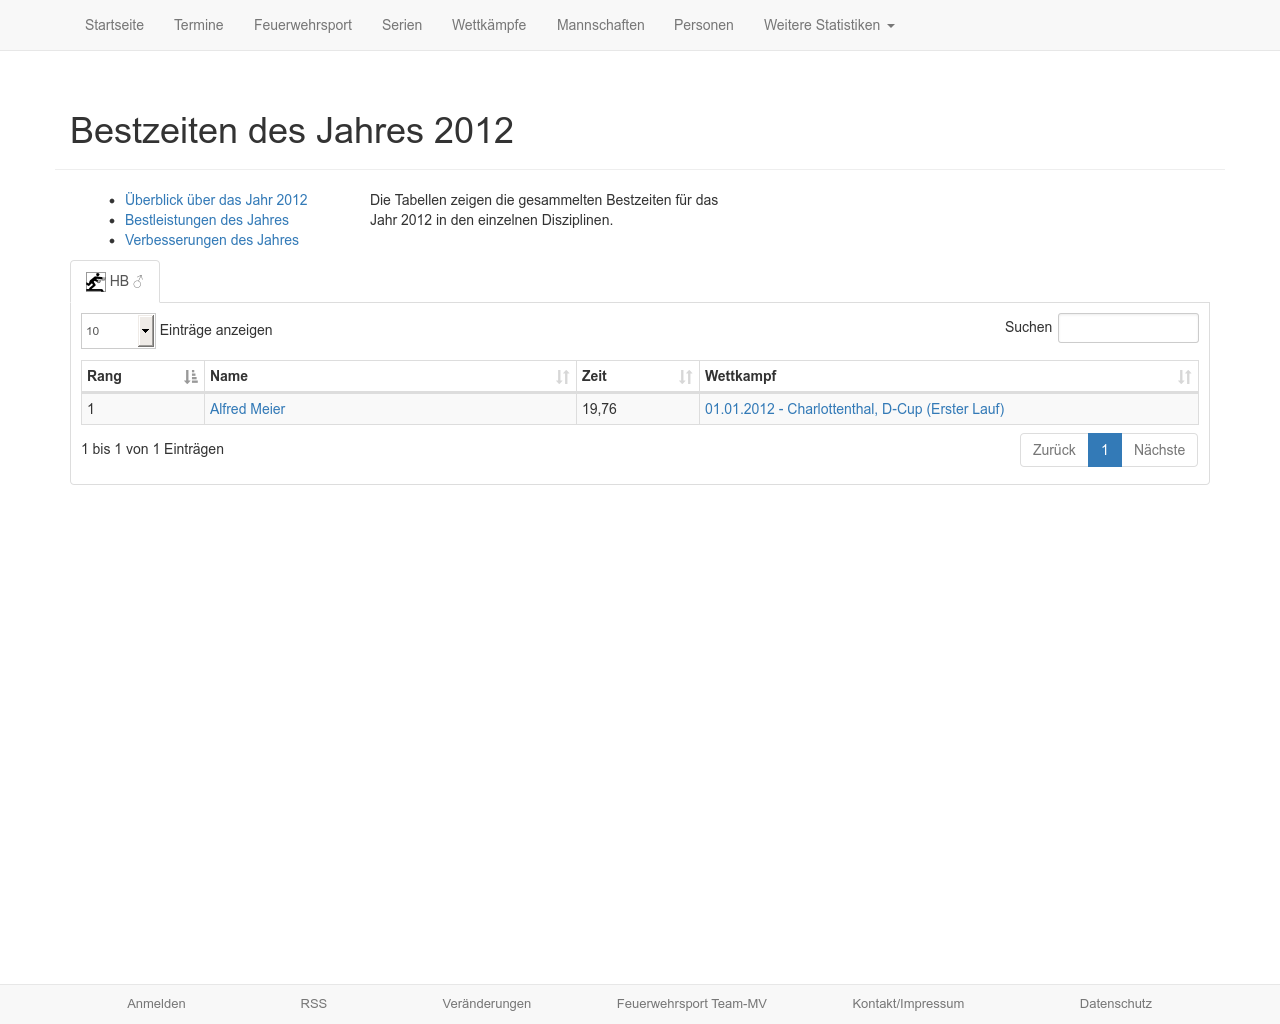 Startseite Termine Feuerwehrsport Serien Wettkämpfe Mannschaften Personen Weitere Statistiken
Bestzeiten des Jahres 2012
Überblick über das Jahr 2012
Bestleistungen des Jahres
Verbesserungen des Jahres
Die Tabellen zeigen die gesammelten Bestzeiten für das
Jahr 2012 in den einzelnen Disziplinen.
HB ♂
10 Einträge anzeigen Suchen
Rang Name Zeit Wettkampf
1 Alfred Meier 19,76 01.01.2012 - Charlottenthal, D-Cup (Erster Lauf)
1 bis 1 von 1 Einträgen Zurück 1 Nächste
Anmelden RSS Veränderungen Feuerwehrsport Team-MV Kontakt/Impressum Datenschutz